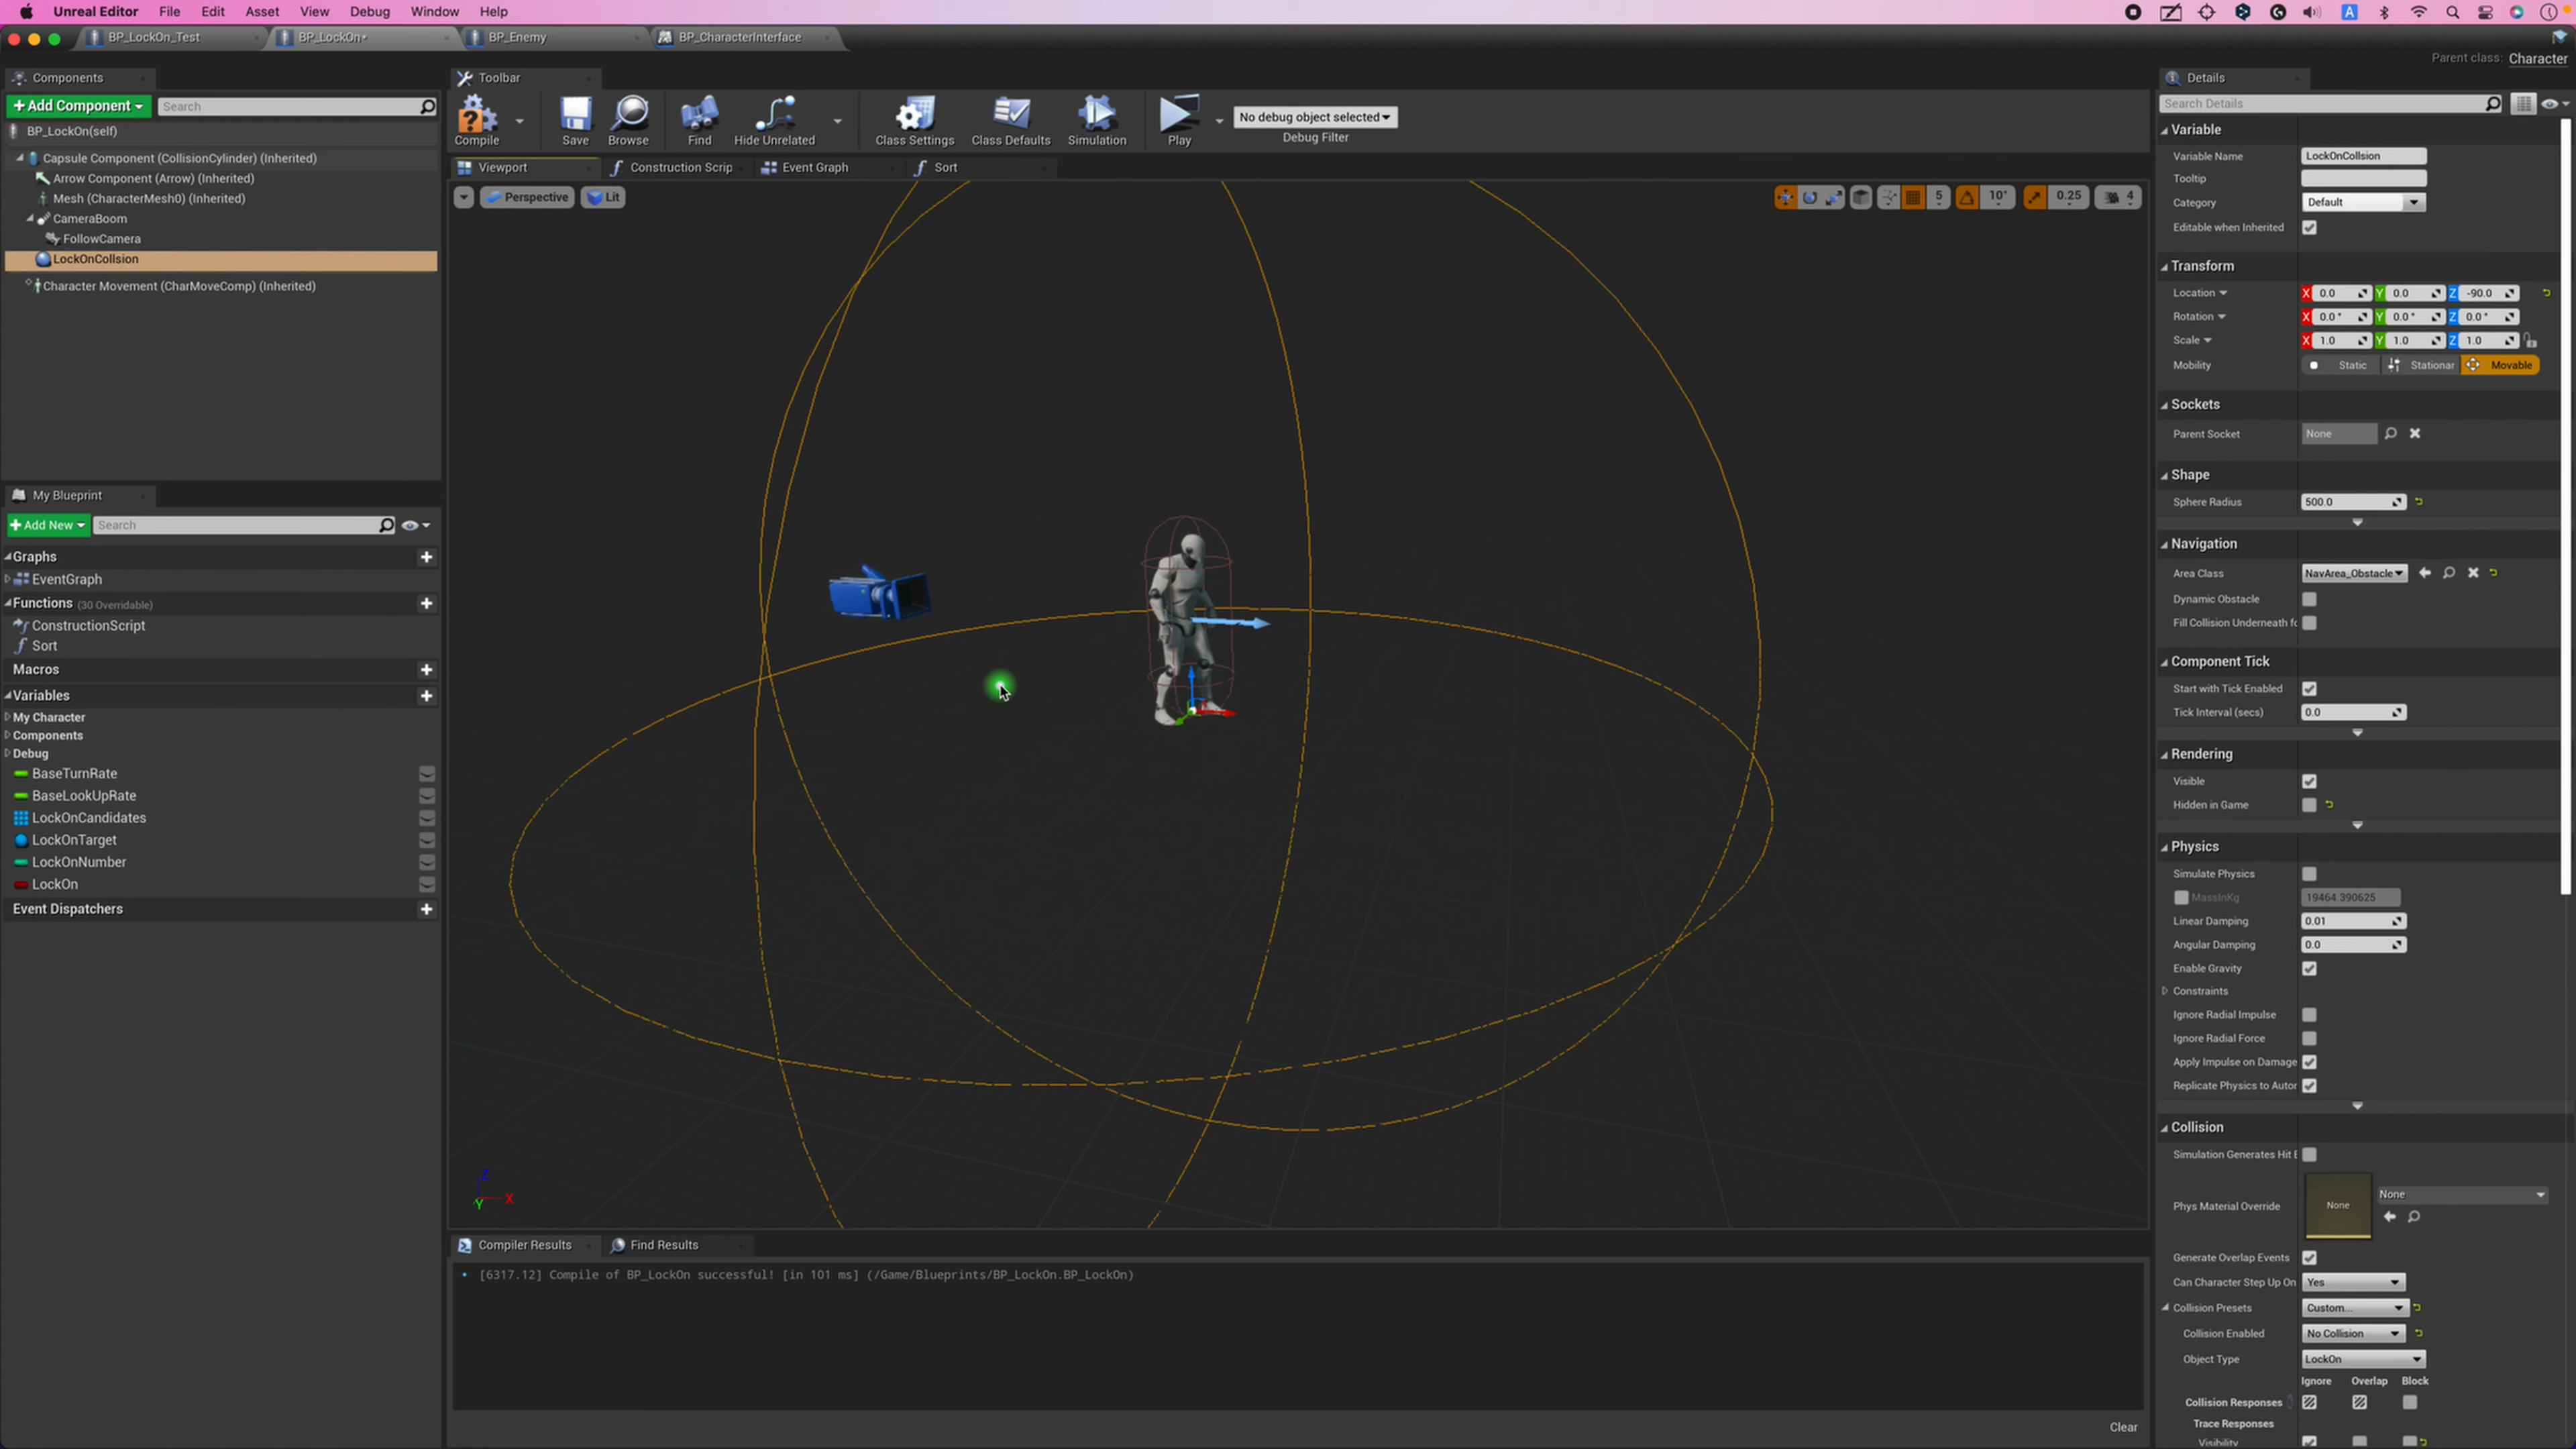 Unreal Editor File Edit Asset View Debug Window Help
BP_LockOn_Test BP_LockOn* BP_Enemy BP_CharacterInterface
Parent class: Character
Components
Add Component Search
BP_LockOn(self)
Capsule Component (CollisionCylinder) (Inherited)
Arrow Component (Arrow) (Inherited)
Mesh (CharacterMesh0) (Inherited)
CameraBoom
FollowCamera
LockOnCollsion
Character Movement (CharMoveComp) (Inherited)
My Blueprint
Add New Search
Graphs
EventGraph
Functions (30 Overridable)
ConstructionScript
Sort
Macros
Variables
My Character
Components
Debug
BaseTurnRate
BaseLookUpRate
LockOnCandidates
LockOnTarget
LockOnNumber
LockOn
Event Dispatchers
Toolbar
Compile Save Browse Find Hide Unrelated Class Settings Class Defaults Simulation Play
No debug object selected
Debug Filter
Viewport Construction Scrip Event Graph Sort
Perspective Lit 5 10° 0.25 4
Z
Y X
Compiler Results Find Results
[6317.12] Compile of BP_LockOn successful! [in 101 ms] (/Game/Blueprints/BP_LockOn.BP_LockOn)
Clear
Details
Search Details
Variable
Variable Name LockOnCollsion
Tooltip
Category Default
Editable when Inherited
Transform
Location X 0.0 Y 0.0 Z -90.0
Rotation X 0.0 ° Y 0.0 ° Z 0.0 °
Scale X 1.0 Y 1.0 Z 1.0
Mobility Static Stationar Movable
Sockets
Parent Socket None
Shape
Sphere Radius 500.0
Navigation
Area Class NavArea_Obstacle
Dynamic Obstacle
Fill Collision Underneath fo
Component Tick
Start with Tick Enabled
Tick Interval (secs) 0.0
Rendering
Visible
Hidden in Game
Physics
Simulate Physics
MassInKg 19464.390625
Linear Damping 0.01
Angular Damping 0.0
Enable Gravity
Constraints
Ignore Radial Impulse
Ignore Radial Force
Apply Impulse on Damage
Replicate Physics to Autor
Collision
Simulation Generates Hit E
Phys Material Override None None
Generate Overlap Events
Can Character Step Up On Yes
Collision Presets Custom...
Collision Enabled No Collision
Object Type LockOn
Ignore Overlap Block
Collision Responses
Trace Responses
Visibility